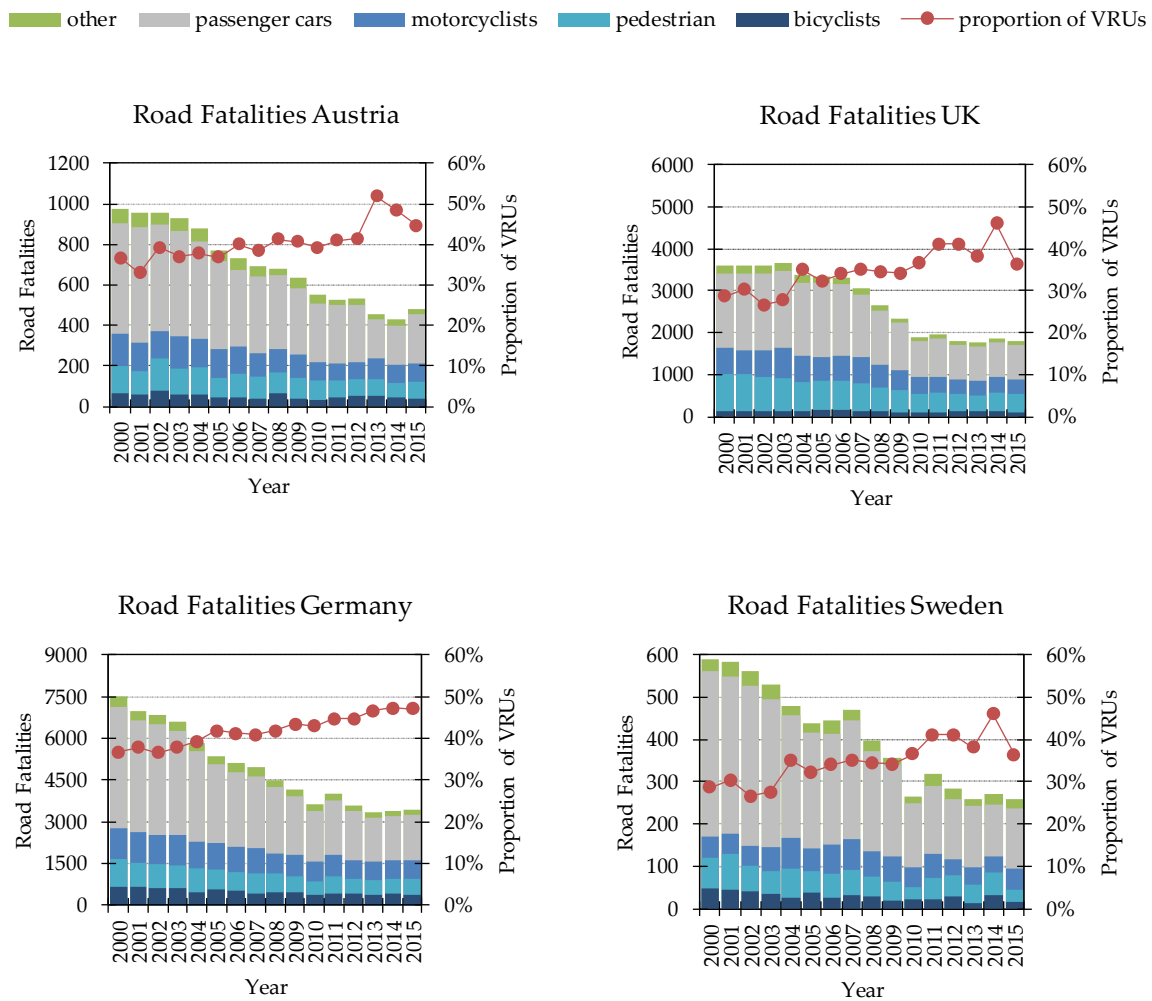 other passenger cars motorcyclists pedestrian bicyclists proportion of VRUs
Road Fatalities Austria
Road Fatalities
1200
1000
800
600
400
200
0
60%
50%
40%
30%
20%
10%
0%
Proportion of VRUs
2000 2001 2002 2003 2004 2005 2006 2007 2008 2009 2010 2011 2012 2013 2014 2015
Year
Road Fatalities UK
Road Fatalities
6000
5000
4000
3000
2000
1000
0
60%
50%
40%
30%
20%
10%
0%
Proportion of VRUs
2000 2001 2002 2003 2004 2005 2006 2007 2008 2009 2010 2011 2012 2013 2014 2015
Year
Road Fatalities Germany
Road Fatalities
9000
7500
6000
4500
3000
1500
0
60%
50%
40%
30%
20%
10%
0%
Proportion of VRUs
2000 2001 2002 2003 2004 2005 2006 2007 2008 2009 2010 2011 2012 2013 2014 2015
Year
Road Fatalities Sweden
Road Fatalities
600
500
400
300
200
100
0
60%
50%
40%
30%
20%
10%
0%
Proportion of VRUs
2000 2001 2002 2003 2004 2005 2006 2007 2008 2009 2010 2011 2012 2013 2014 2015
Year